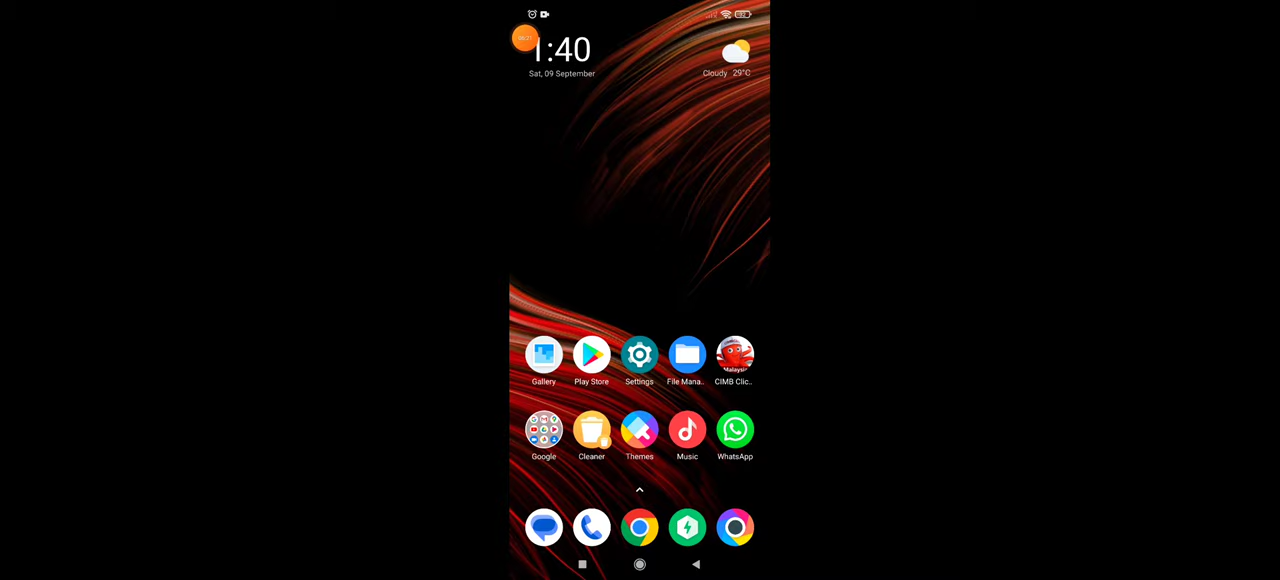 1:40
Sat, 09 September
Cloudy 29°C
Gallery
Play Store
Settings
File Mana..
CIMB Clic..
Malaysia
Google
Cleaner
Themes
Music
WhatsApp